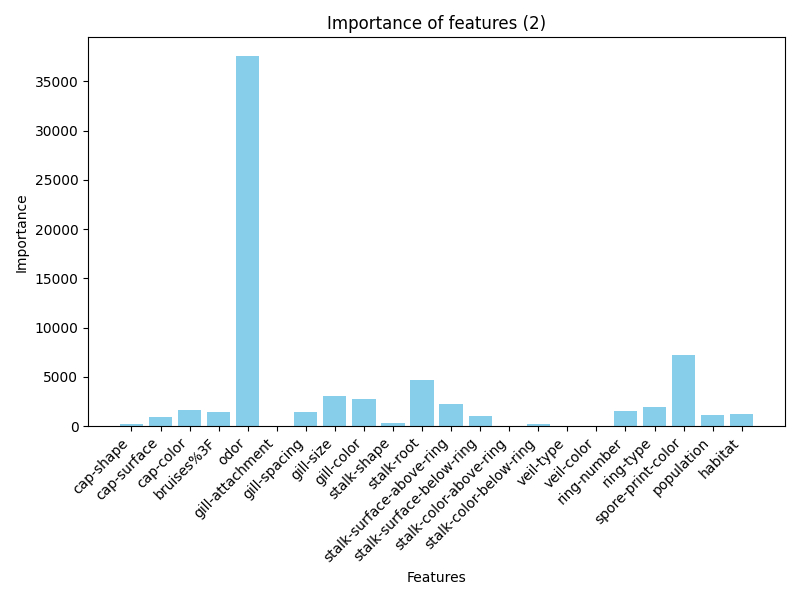 Importance of features (2)
35000
30000
25000
20000
15000
10000
5000
0
Importance
cap-shape
cap-surface
cap-color
bruises%3F
odor
gill-attachment
gill-spacing
gill-size
gill-color
stalk-shape
stalk-root
stalk-surface-above-ring
stalk-surface-below-ring
stalk-color-above-ring
stalk-color-below-ring
veil-type
veil-color
ring-number
ring-type
spore-print-color
population
habitat
Features